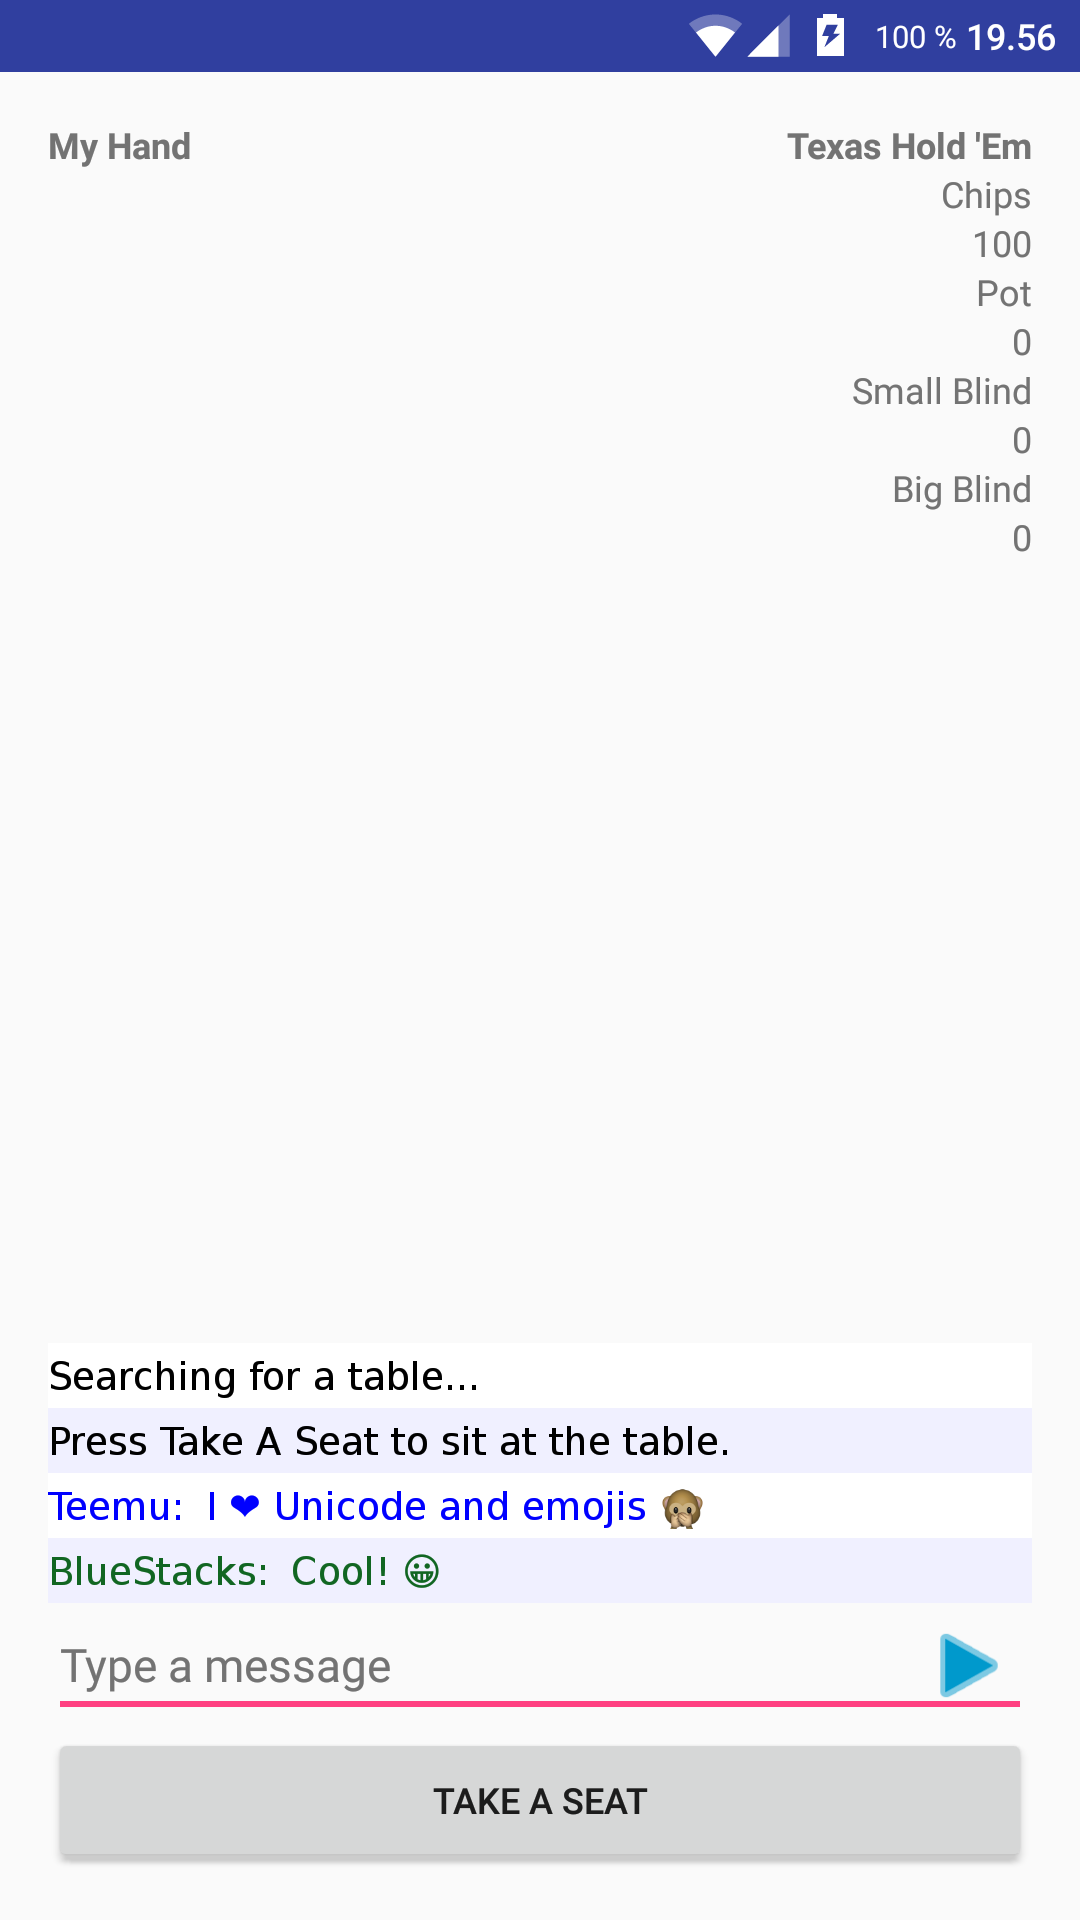 100 % 19.56
My Hand
Texas Hold 'Em
Chips
100
Pot
0
Small Blind
0
Big Blind
0
Searching for a table...
Press Take A Seat to sit at the table.
Teemu:  I ❤ Unicode and emojis 🙊
BlueStacks:  Cool! 😀
Type a message
TAKE A SEAT